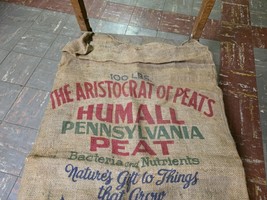 100 LBS.
THE ARISTOCRAT OF PEATS
HUMALL
PENNSYLVANIA
PEAT
Bacteria and Nutrients
Nature's Gift to Things
that Grow